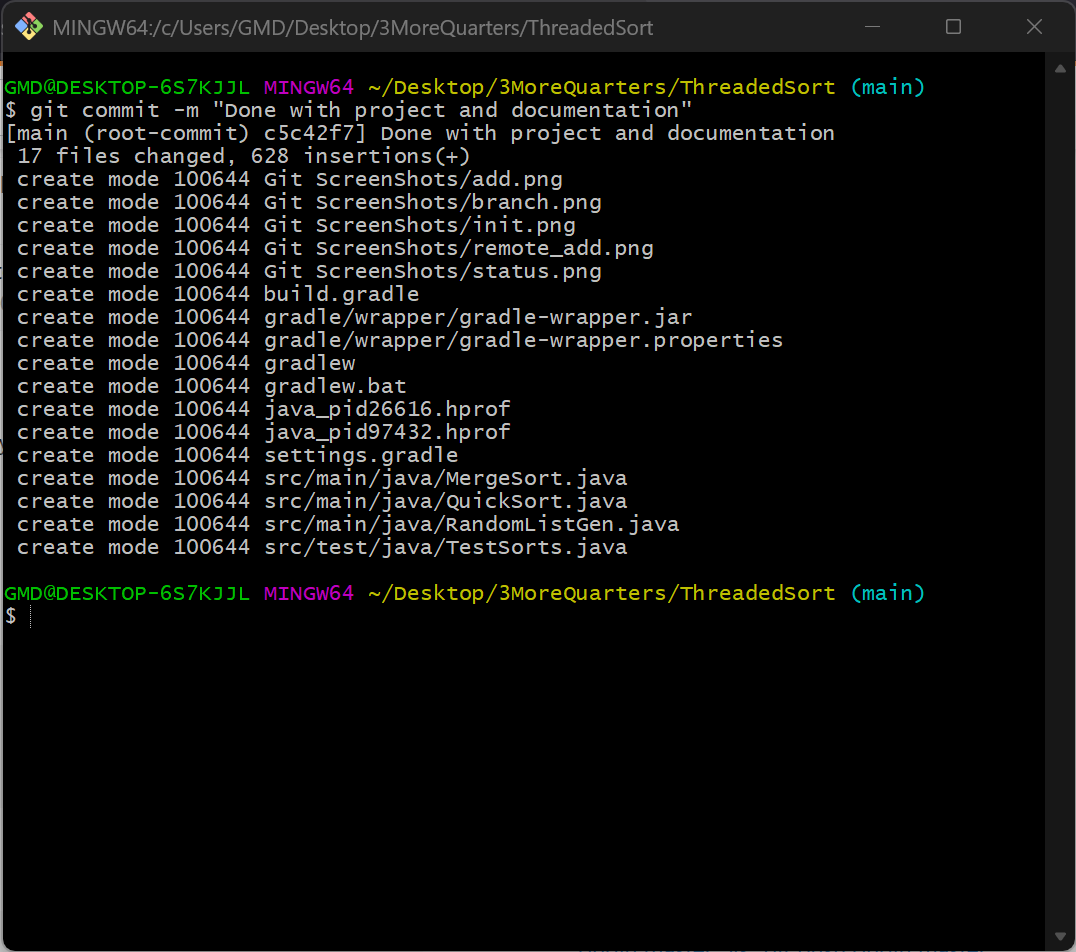 MINGW64:/c/Users/GMD/Desktop/3MoreQuarters/ThreadedSort
GMD@DESKTOP-6S7KJJL MINGW64 ~/Desktop/3MoreQuarters/ThreadedSort (main)
$ git commit -m "Done with project and documentation"
[main (root-commit) c5c42f7] Done with project and documentation
 17 files changed, 628 insertions(+)
 create mode 100644 Git ScreenShots/add.png
 create mode 100644 Git ScreenShots/branch.png
 create mode 100644 Git ScreenShots/init.png
 create mode 100644 Git ScreenShots/remote_add.png
 create mode 100644 Git ScreenShots/status.png
 create mode 100644 build.gradle
 create mode 100644 gradle/wrapper/gradle-wrapper.jar
 create mode 100644 gradle/wrapper/gradle-wrapper.properties
 create mode 100644 gradlew
 create mode 100644 gradlew.bat
 create mode 100644 java_pid26616.hprof
 create mode 100644 java_pid97432.hprof
 create mode 100644 settings.gradle
 create mode 100644 src/main/java/MergeSort.java
 create mode 100644 src/main/java/QuickSort.java
 create mode 100644 src/main/java/RandomListGen.java
 create mode 100644 src/test/java/TestSorts.java
GMD@DESKTOP-6S7KJJL MINGW64 ~/Desktop/3MoreQuarters/ThreadedSort (main)
$